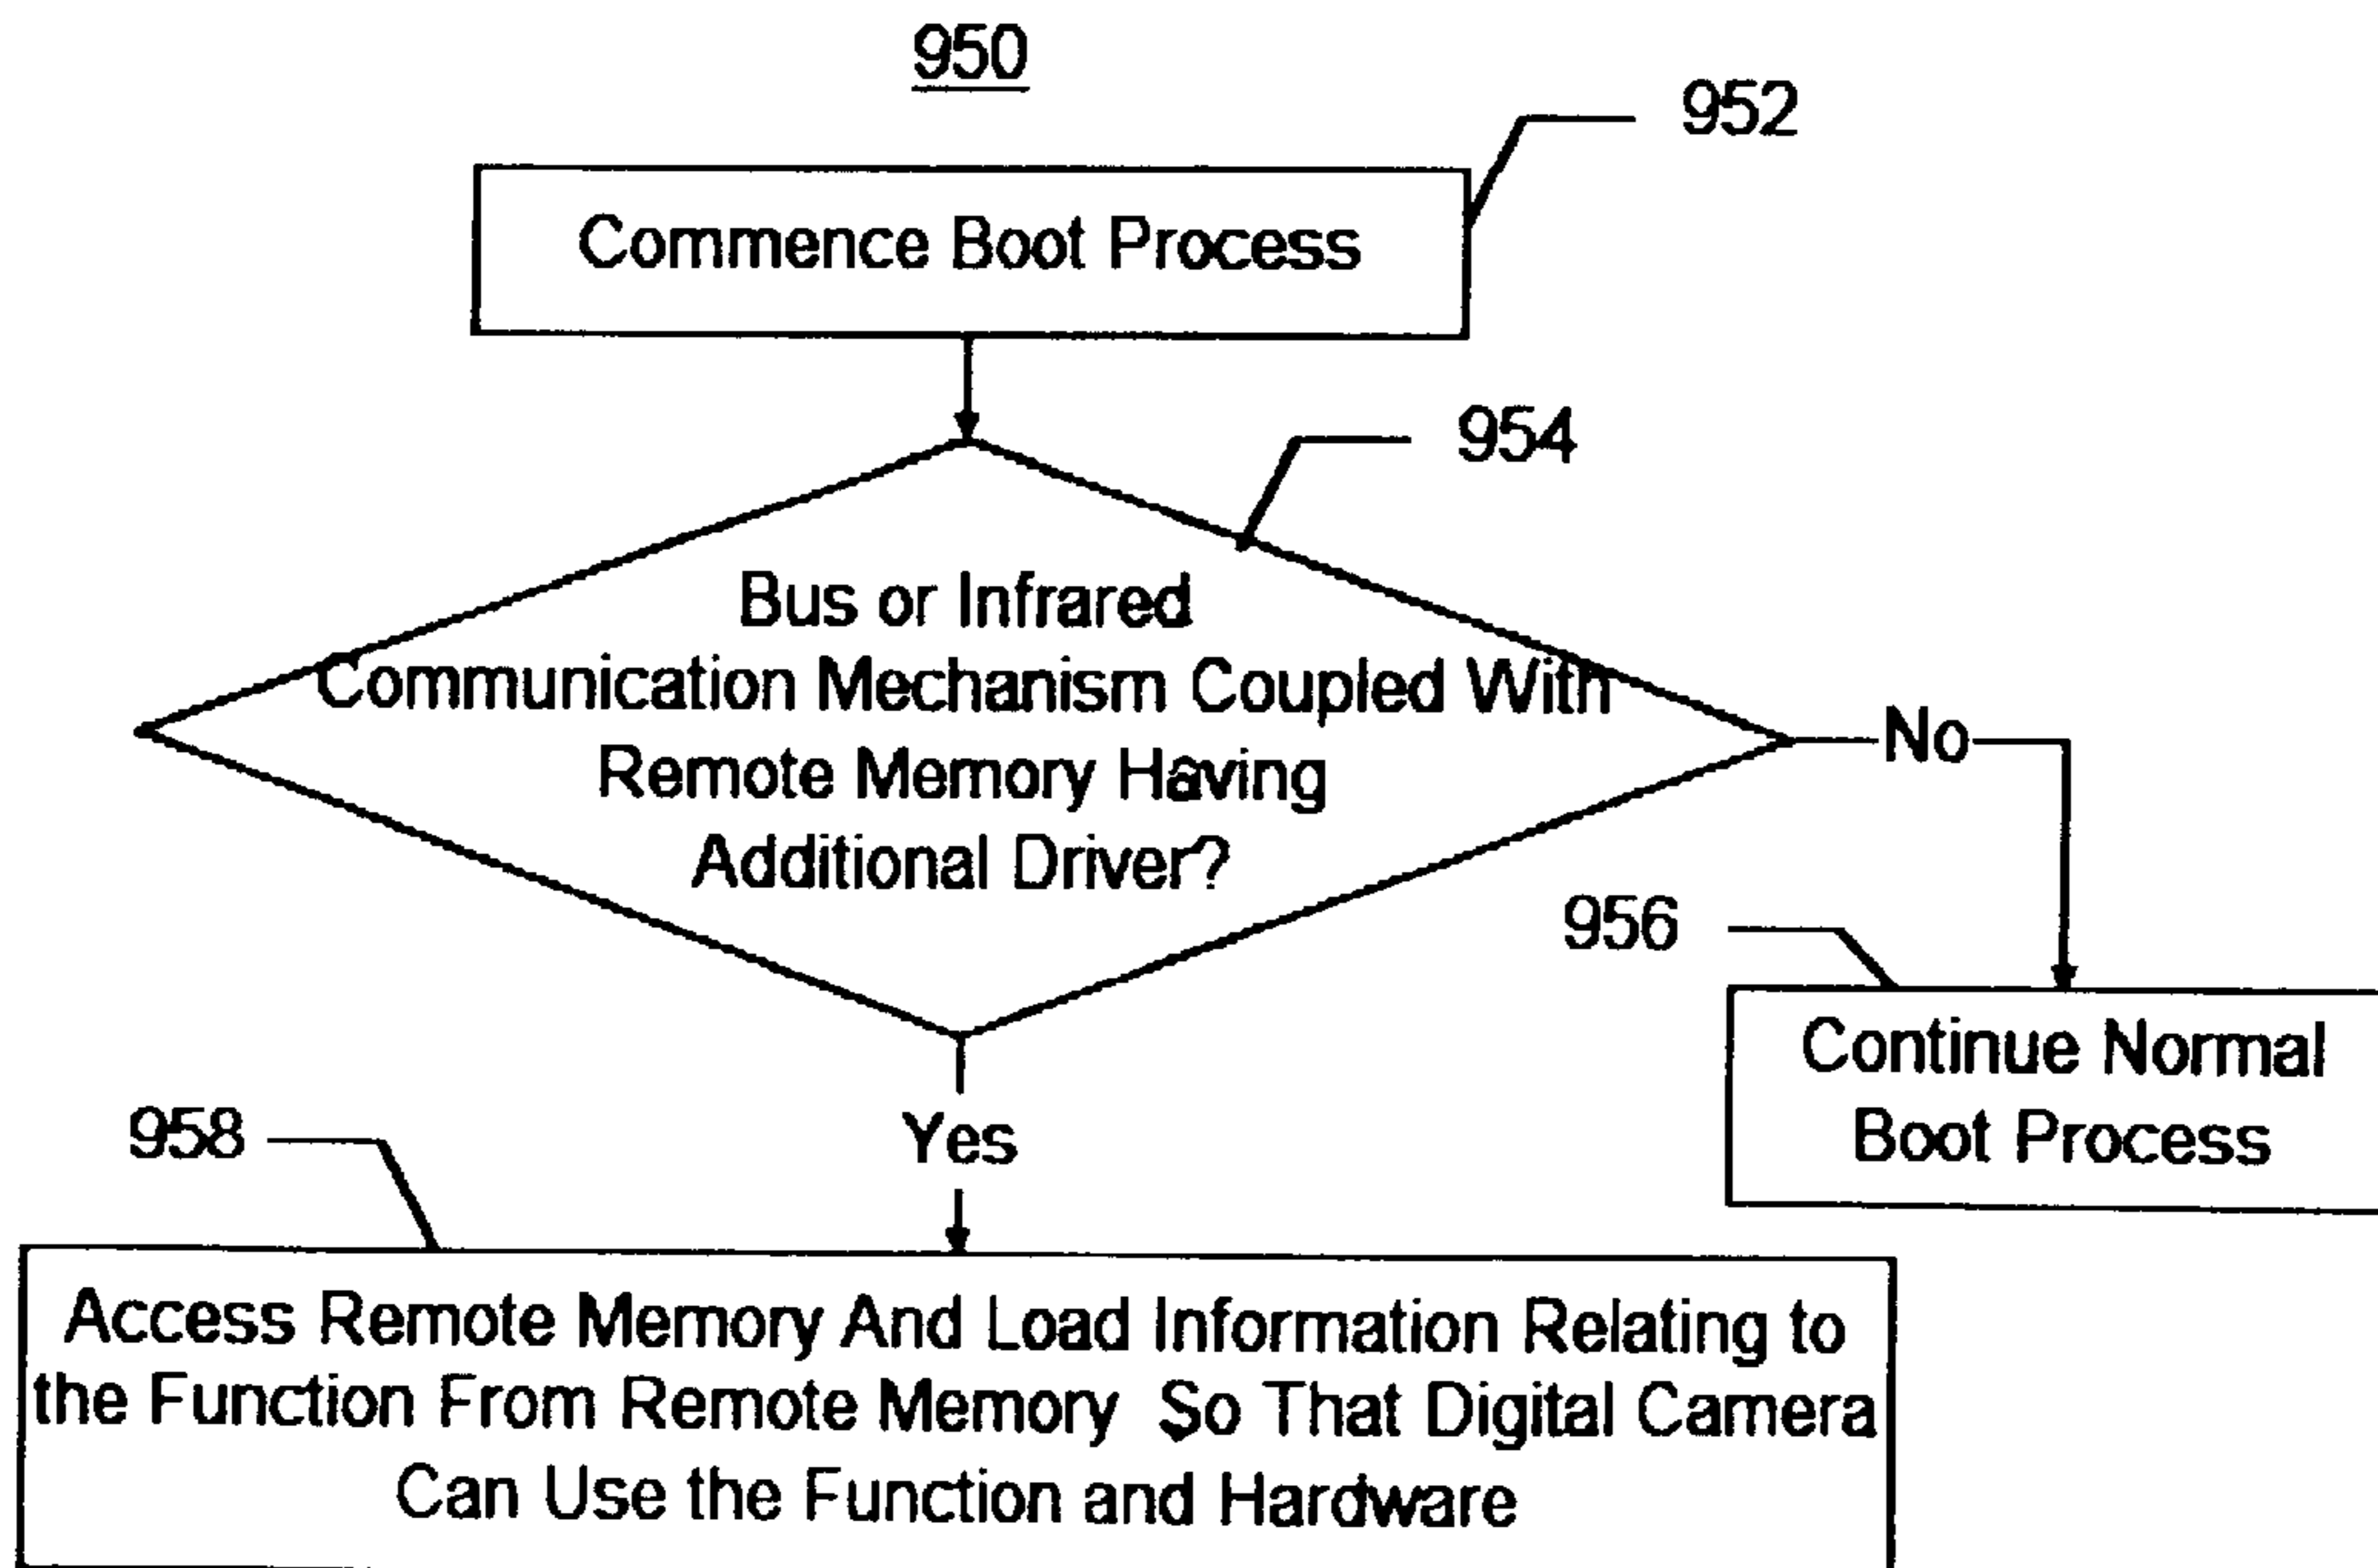 950
952
Commence Boot Process
954
Bus or Infrared
Communication Mechanism Coupled With
Remote Memory Having
Additional Driver?
No
956
Continue Normal
Boot Process
958
Yes
Access Remote Memory And Load Information Relating to
the Function From Remote Memory So That Digital Camera
Can Use the Function and Hardware